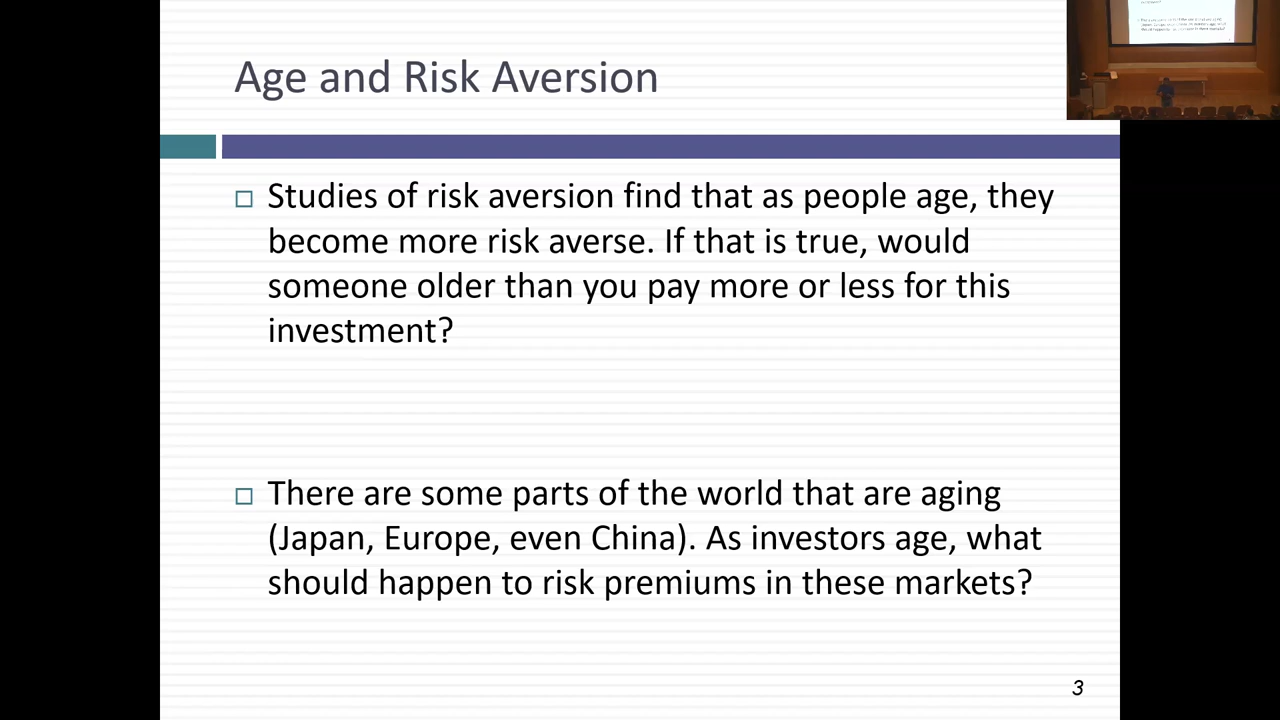 Age and Risk Aversion
Studies of risk aversion find that as people age, they
become more risk averse. If that is true, would
someone older than you pay more or less for this
investment?
There are some parts of the world that are aging
(Japan, Europe, even China). As investors age, what
should happen to risk premiums in these markets?
3